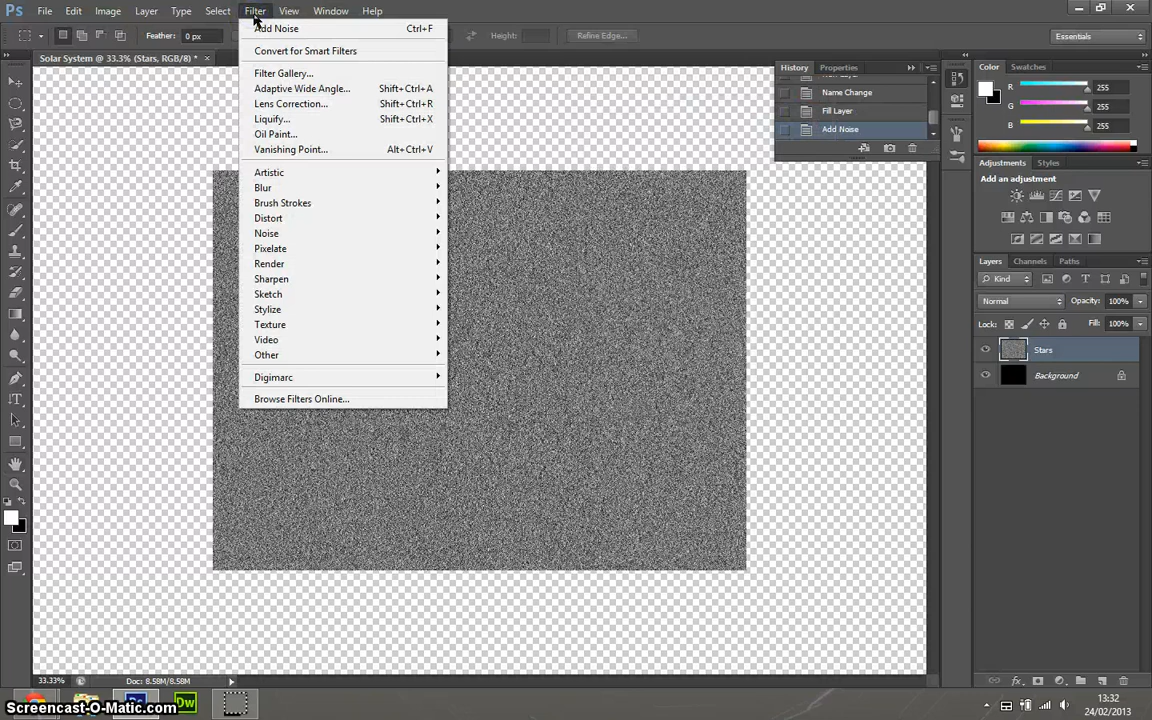 Ps File Edit Image Layer Type Select Filter View Window Help
Feather: 0 px Height: Refine Edge... Essentials
Solar System @ 33.3% (Stars, RGB/8) * ×
Add Noise Ctrl+F
Convert for Smart Filters
Filter Gallery...
Adaptive Wide Angle... Shift+Ctrl+A
Lens Correction... Shift+Ctrl+R
Liquify... Shift+Ctrl+X
Oil Paint...
Vanishing Point... Alt+Ctrl+V
Artistic
Blur
Brush Strokes
Distort
Noise
Pixelate
Render
Sharpen
Sketch
Stylize
Texture
Video
Other
Digimarc
Browse Filters Online...
History Properties
Name Change
Fill Layer
Add Noise
Color Swatches
R 255
G 255
B 255
Adjustments Styles
Add an adjustment
Layers Channels Paths
Kind
Normal Opacity: 100%
Lock: Fill: 100%
Stars
Background
33.33% Doc: 8.58M/8.58M
Ps Dw
Screencast-O-Matic.com
13:32
24/02/2013